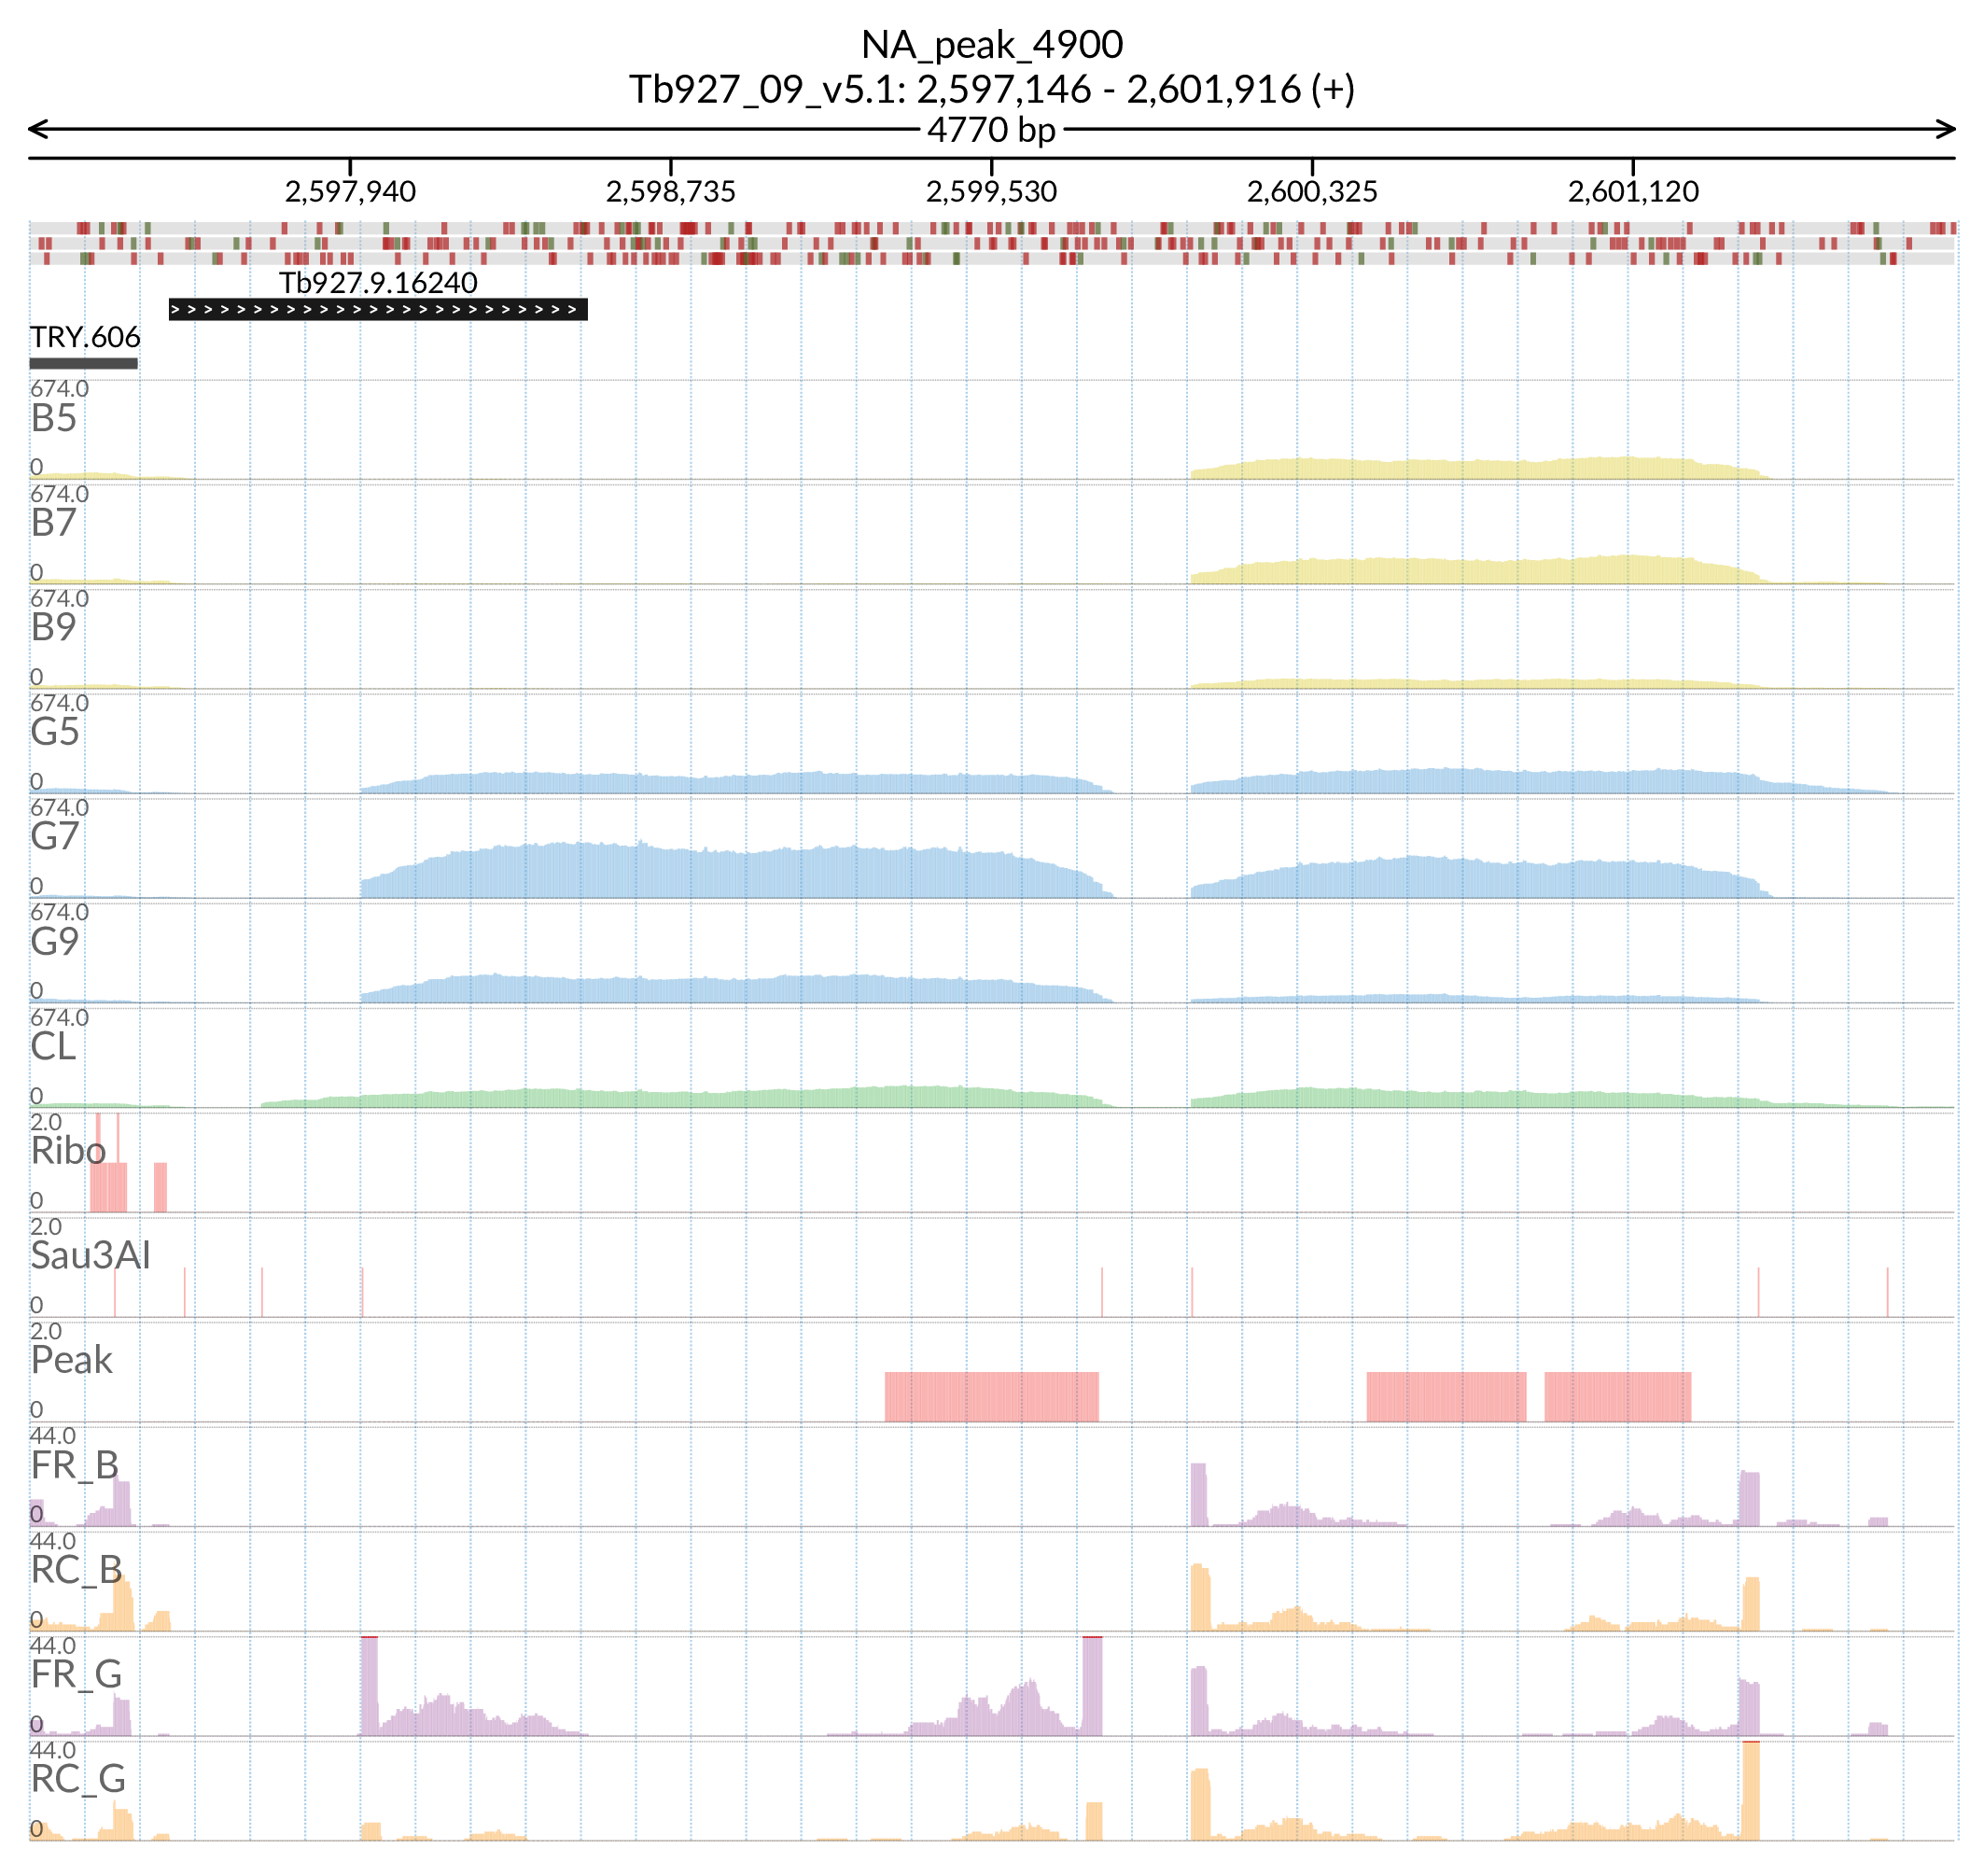 NA_peak_4900
Tb927_09_v5.1: 2,597,146 - 2,601,916 (+)
4770 bp
2,597,940 2,598,735 2,599,530 2,600,325 2,601,120
Tb927.9.16240
TRY.606
674.0
B5
0
674.0
B7
0
674.0
B9
0
674.0
G5
0
674.0
G7
0
674.0
G9
0
674.0
CL
0
2.0
Ribo
0
2.0
Sau3AI
0
2.0
Peak
0
44.0
FR_B
0
44.0
RC_B
0
44.0
FR_G
0
44.0
RC_G
0